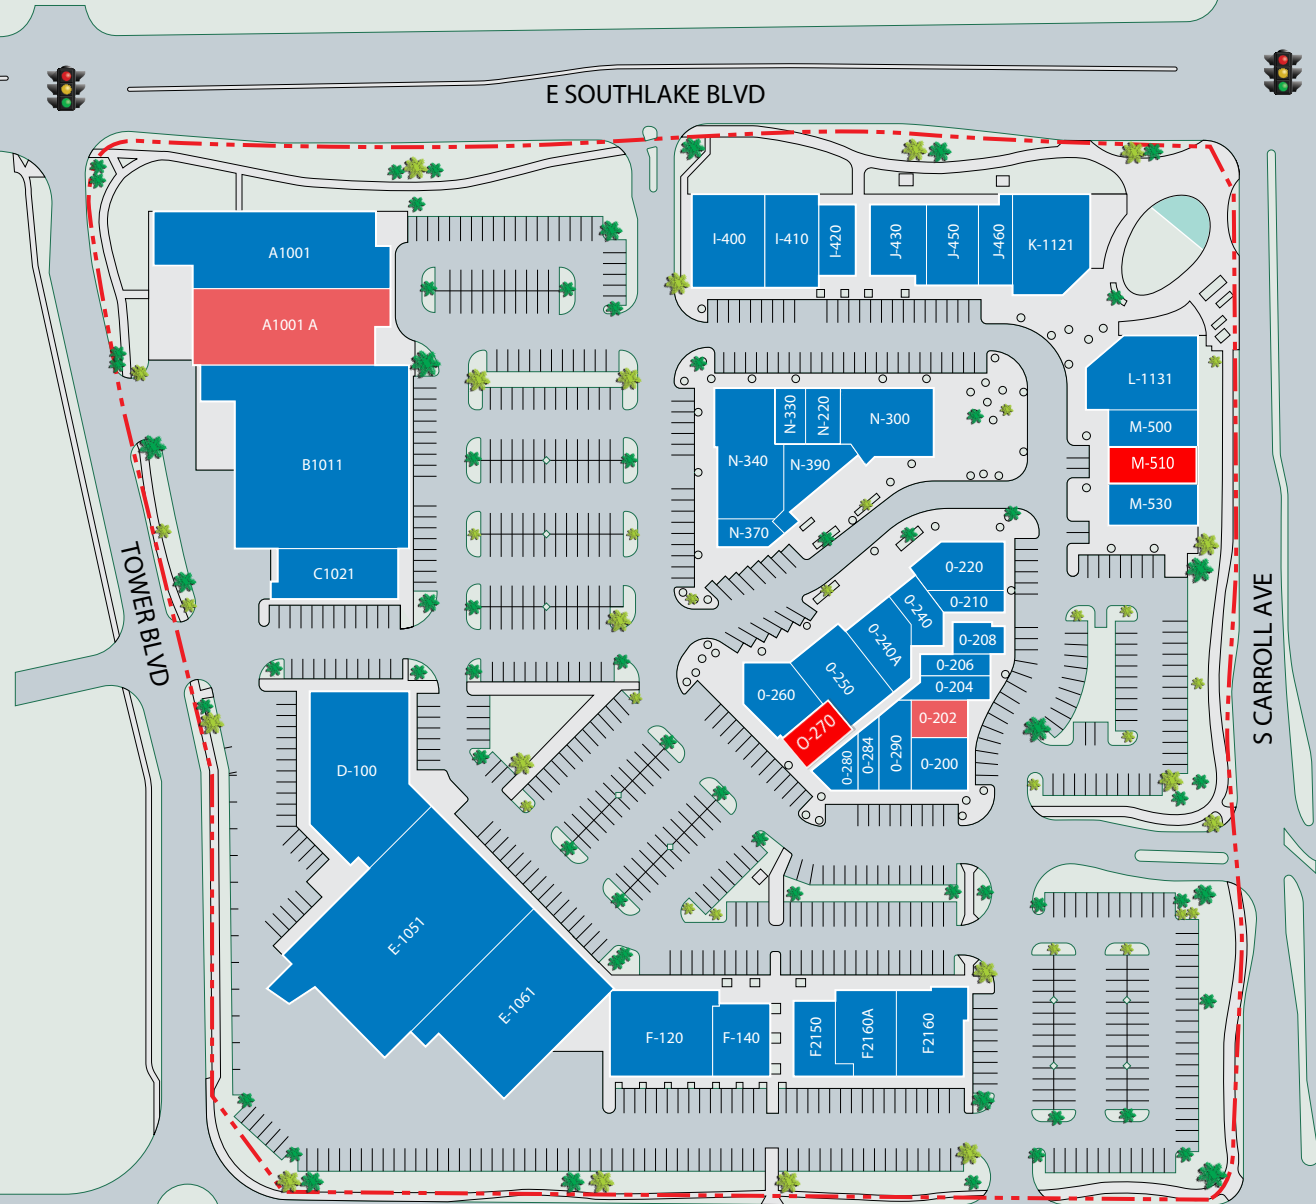 E SOUTHLAKE BLVD
A1001
A1001 A
B1011
C1021
TOWER BLVD
I-400
I-410
I-420
J-430
J-450
J-460
K-1121
L-1131
M-500
M-510
M-530
N-330
N-220
N-300
N-340
N-390
N-370
S CARROLL AVE
0-220
0-210
0-240
0-208
0-240A
0-206
0-204
0-250
0-260
O-270
0-202
0-280
0-284
0-290
0-200
D-100
E-1051
E-1061
F-120
F-140
F2150
F2160A
F2160